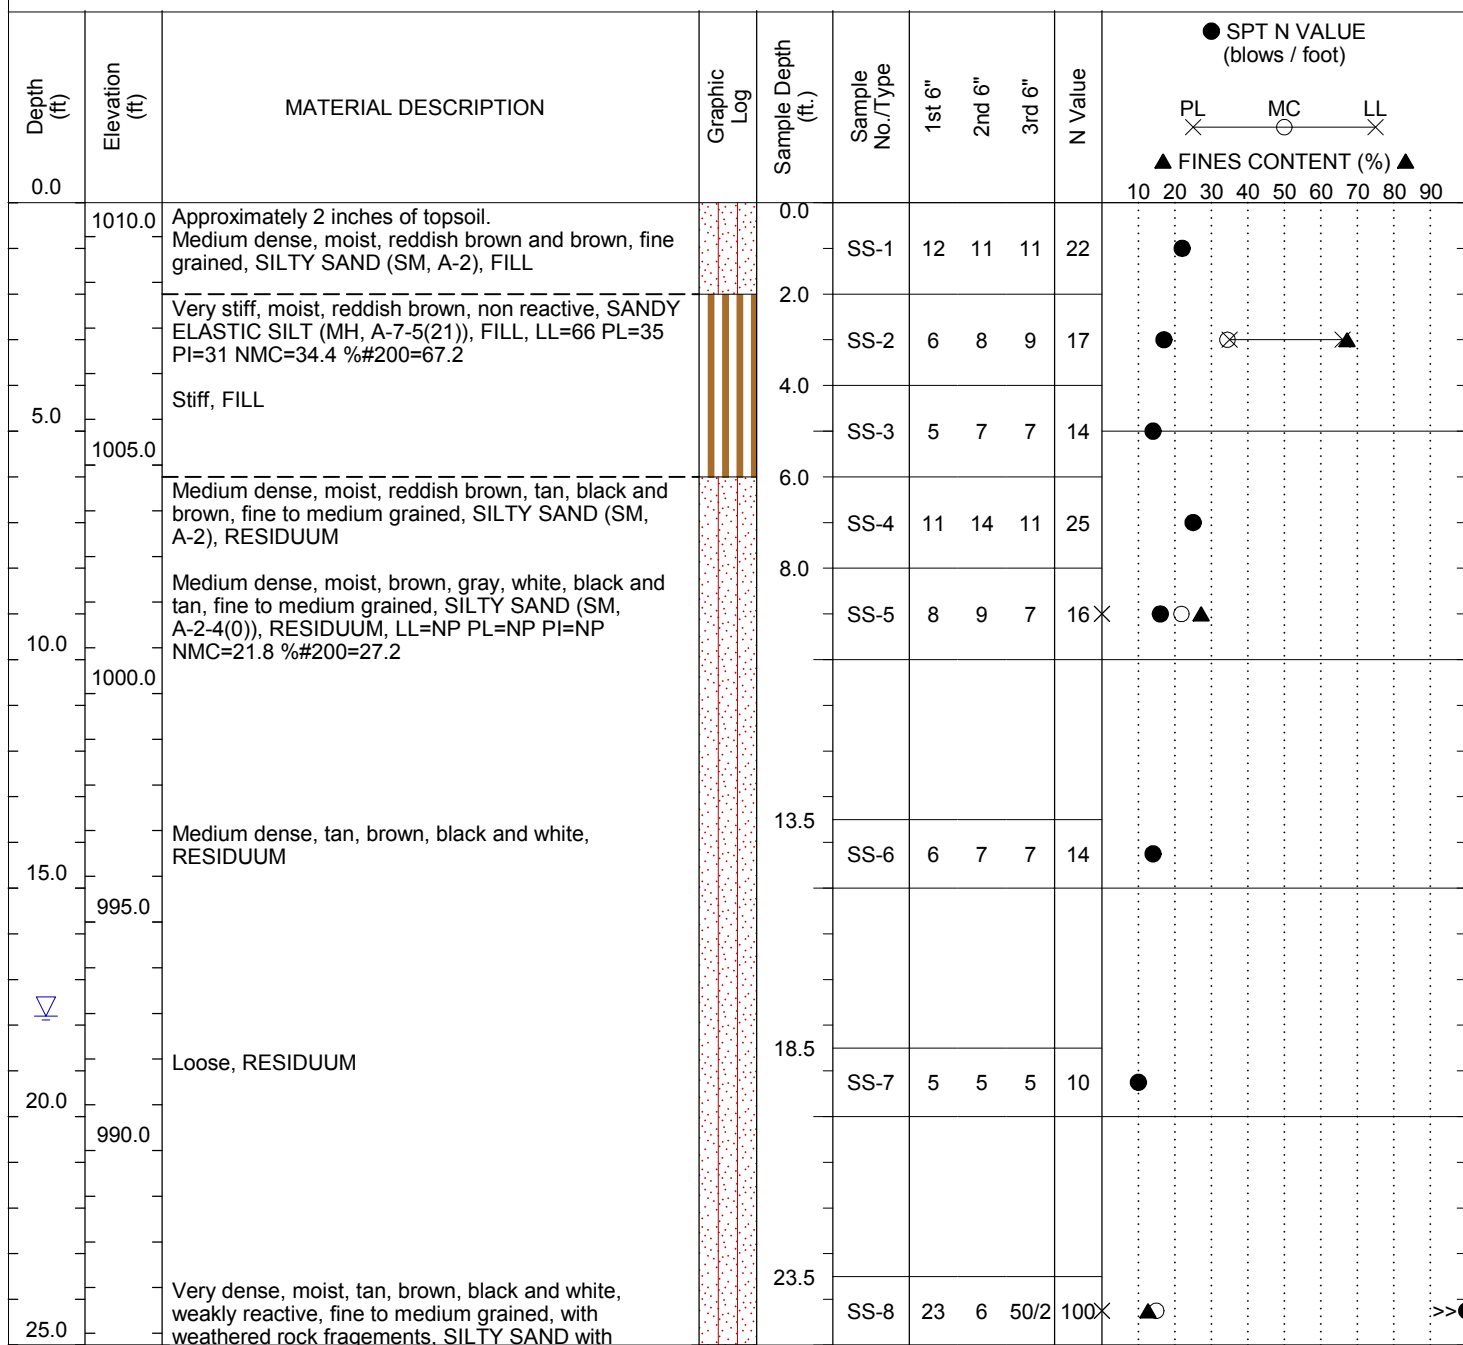 Depth (ft)
Elevation (ft)
MATERIAL DESCRIPTION
Graphic Log
Sample Depth (ft.)
Sample No./Type
1st 6"
2nd 6"
3rd 6"
N Value
SPT N VALUE
(blows / foot)
PL MC LL
▲ FINES CONTENT (%) ▲
10 20 30 40 50 60 70 80 90
0.0
0.0
1010.0
Approximately 2 inches of topsoil.
Medium dense, moist, reddish brown and brown, fine
grained, SILTY SAND (SM, A-2), FILL
SS-1 12 11 11 22
2.0
Very stiff, moist, reddish brown, non reactive, SANDY
ELASTIC SILT (MH, A-7-5(21)), FILL, LL=66 PL=35
PI=31 NMC=34.4 %#200=67.2
SS-2 6 8 9 17
4.0
Stiff, FILL
5.0
SS-3 5 7 7 14
1005.0
6.0
Medium dense, moist, reddish brown, tan, black and
brown, fine to medium grained, SILTY SAND (SM,
A-2), RESIDUUM
SS-4 11 14 11 25
8.0
Medium dense, moist, brown, gray, white, black and
tan, fine to medium grained, SILTY SAND (SM,
A-2-4(0)), RESIDUUM, LL=NP PL=NP PI=NP
NMC=21.8 %#200=27.2
SS-5 8 9 7 16
10.0
1000.0
13.5
Medium dense, tan, brown, black and white,
RESIDUUM
SS-6 6 7 7 14
15.0
995.0
18.5
Loose, RESIDUUM
SS-7 5 5 5 10
20.0
990.0
23.5
Very dense, moist, tan, brown, black and white,
weakly reactive, fine to medium grained, with
weathered rock fragements, SILTY SAND with
SS-8 23 6 50/2 100
>>
25.0